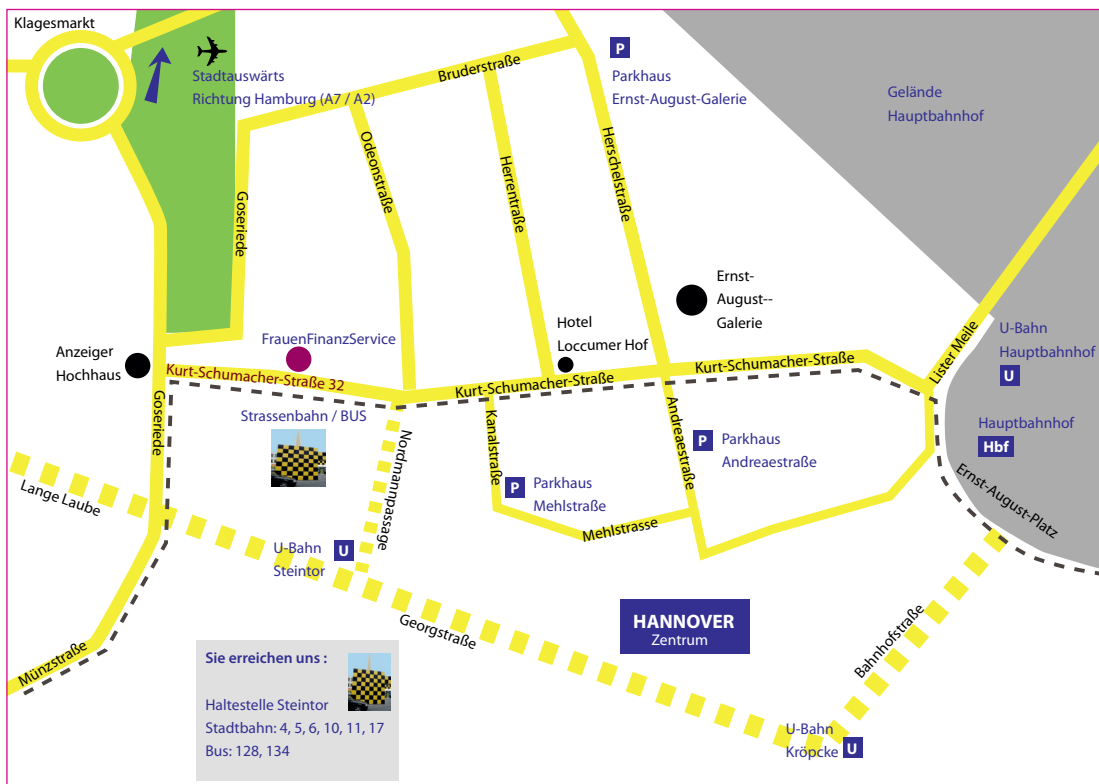 Klagesmarkt
Stadtauswärts
Richtung Hamburg (A7 / A2)
Bruderstraße
P
Parkhaus
Ernst-August-Galerie
Gelände
Hauptbahnhof
Goseriede
Odeonstraße
Herrentraße
Herschelstraße
Ernst-
August--
Galerie
Hotel
Loccumer Hof
FrauenFinanzService
Anzeiger
Hochhaus
Kurt-Schumacher-Straße 32
Kurt-Schumacher-Straße
Kurt-Schumacher-Straße
Lister Meile
U-Bahn
Hauptbahnhof
U
Hauptbahnhof
Hbf
Ernst-August-Platz
Goseriede
Strassenbahn / BUS
Nordmannpassage
Kanalstraße
Andreaestraße
P
Parkhaus
Andreaestraße
P
Parkhaus
Mehlstraße
Mehlstrasse
Lange Laube
U-Bahn
Steintor
U
Georgstraße
HANNOVER
Zentrum
Bahnhofstraße
Münzstraße
Sie erreichen uns :
Haltestelle Steintor
Stadtbahn: 4, 5, 6, 10, 11, 17
Bus: 128, 134
U-Bahn
Kröpcke
U